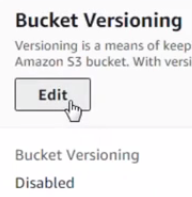 Bucket Versioning
Versioning is a means of keep
Amazon S3 bucket. With versi
Edit
Bucket Versioning
Disabled